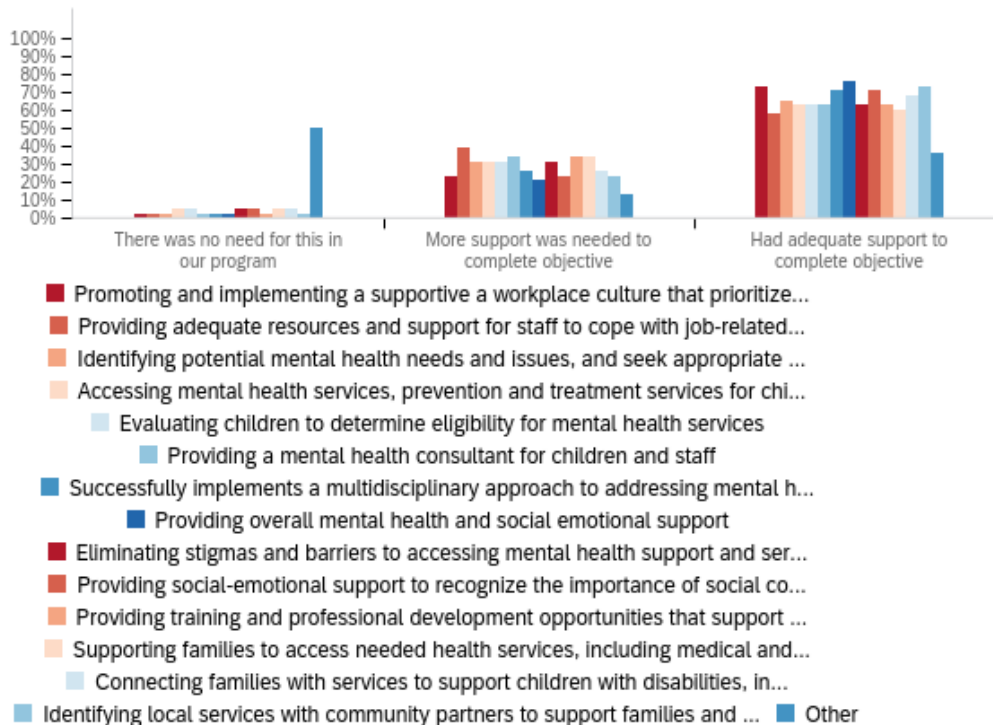 100%
90%
80%
70%
60%
50%
40%
30%
20%
10%
0%
There was no need for this in
our program
More support was needed to
complete objective
Had adequate support to
complete objective
Promoting and implementing a supportive a workplace culture that prioritize...
Providing adequate resources and support for staff to cope with job-related...
Identifying potential mental health needs and issues, and seek appropriate ...
Accessing mental health services, prevention and treatment services for chi...
Evaluating children to determine eligibility for mental health services
Providing a mental health consultant for children and staff
Successfully implements a multidisciplinary approach to addressing mental h...
Providing overall mental health and social emotional support
Eliminating stigmas and barriers to accessing mental health support and ser...
Providing social-emotional support to recognize the importance of social co...
Providing training and professional development opportunities that support ...
Supporting families to access needed health services, including medical and...
Connecting families with services to support children with disabilities, in...
Identifying local services with community partners to support families and ... Other